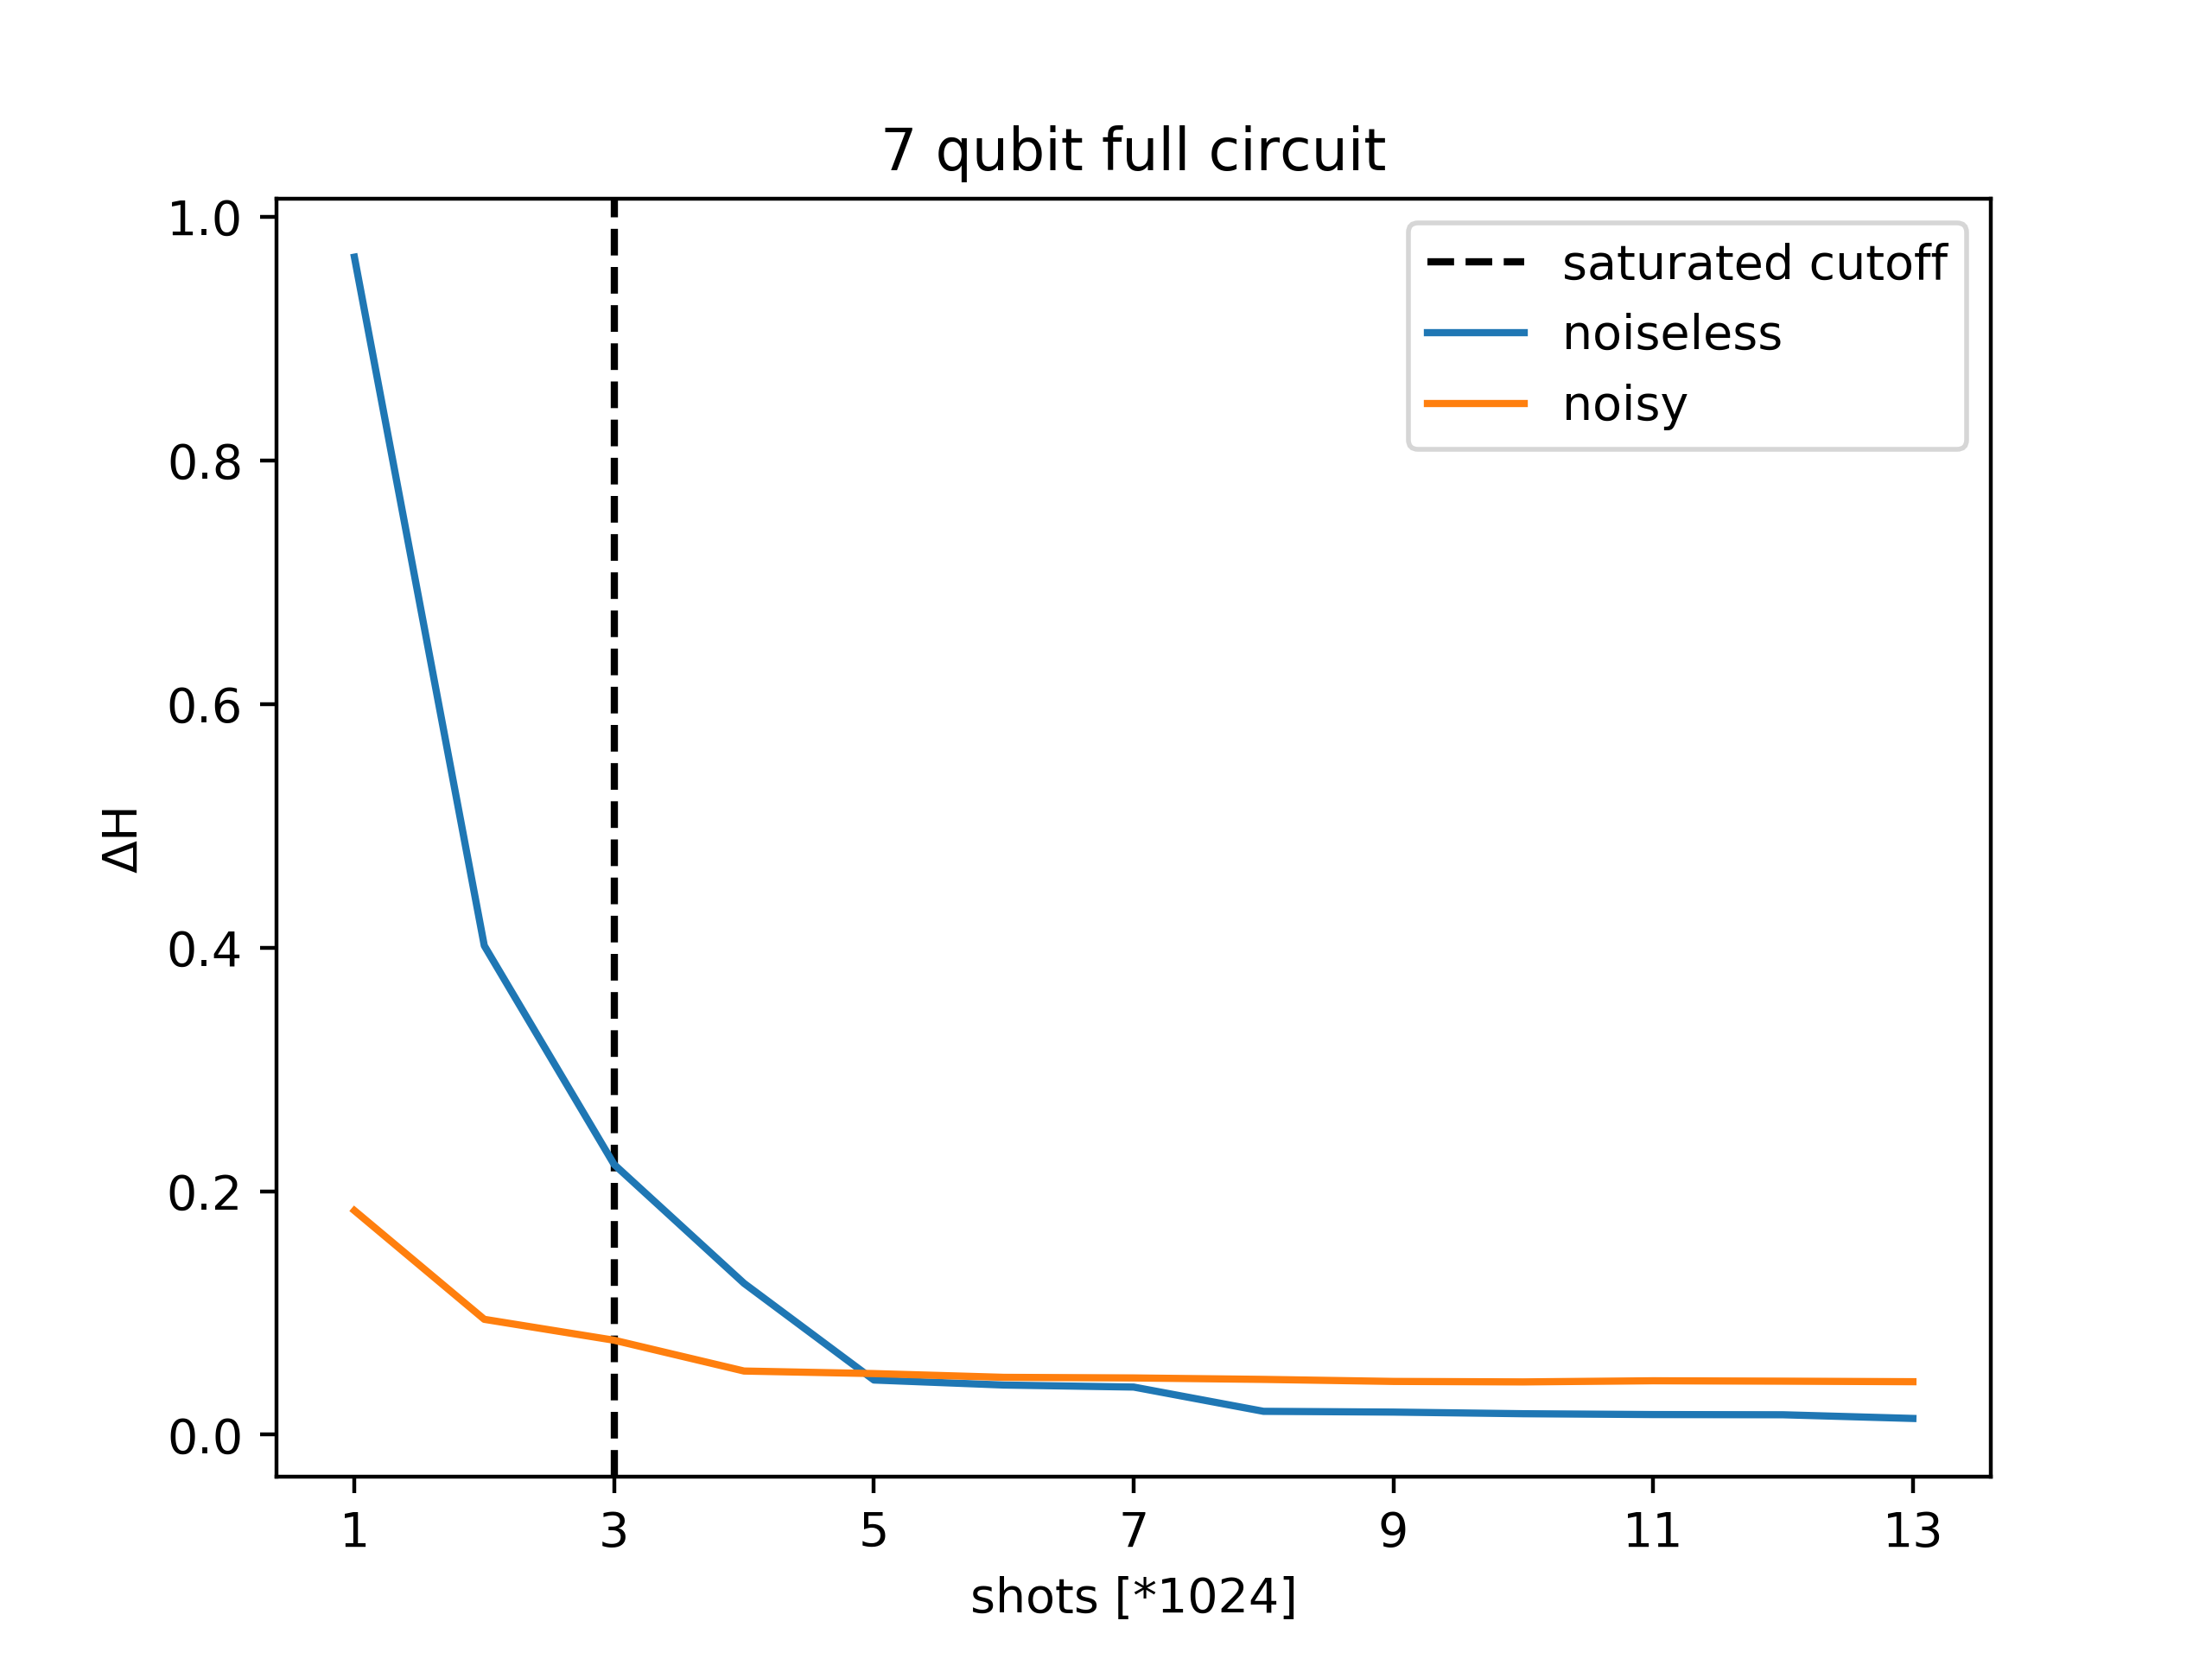 7 qubit full circuit
1.0
0.8
0.6
0.4
0.2
0.0
ΔH
saturated cutoff
noiseless
noisy
1 3 5 7 9 11 13
shots [*1024]